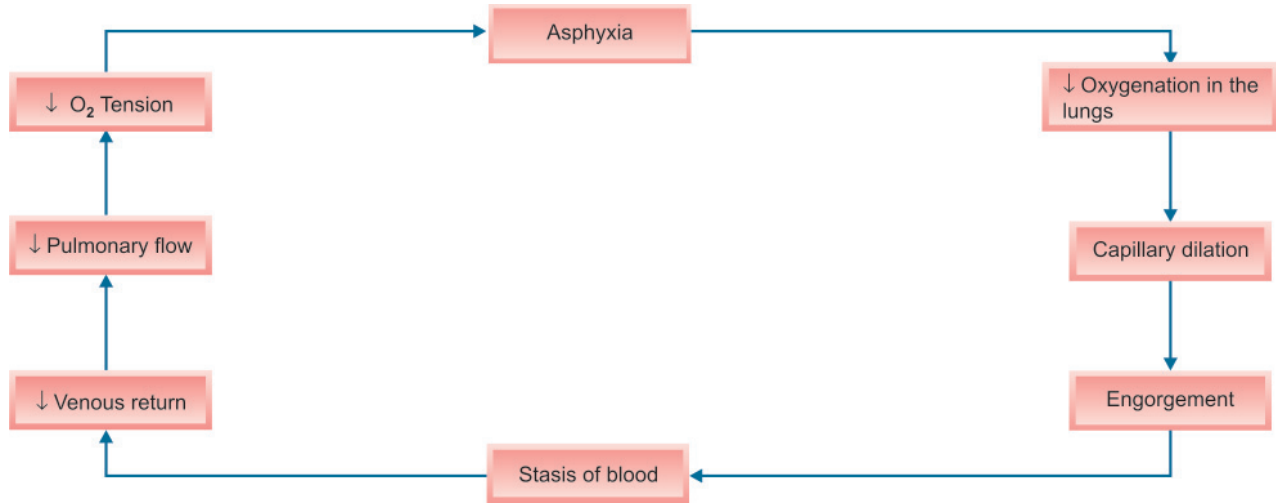 Asphyxia
↓ O₂ Tension
↓ Oxygenation in the
lungs
↓ Pulmonary flow
Capillary dilation
↓ Venous return
Engorgement
Stasis of blood